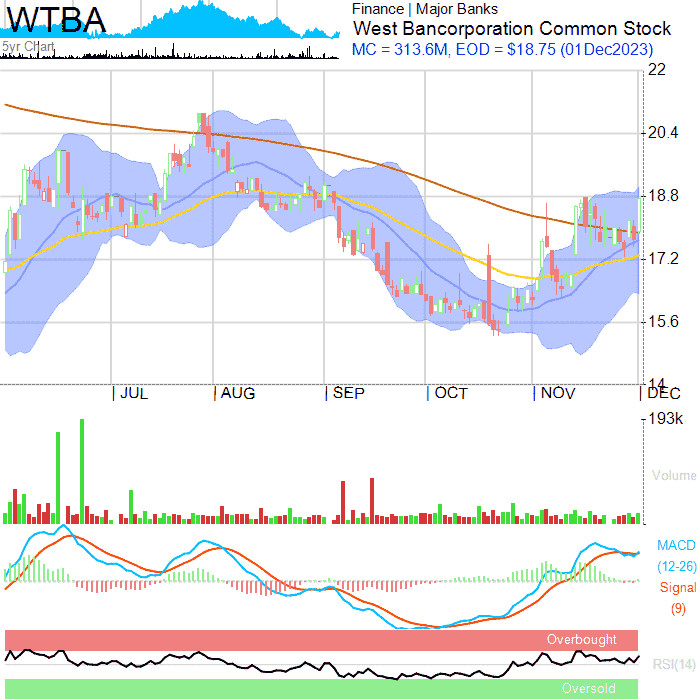 WTBA
5yr Chart
Finance | Major Banks
West Bancorporation Common Stock
MC = 313.6M, EOD = $18.75 (01Dec2023)
22
20.4
18.8
17.2
15.6
14
JUL AUG SEP OCT NOV DEC
193k
Volume
MACD
(12-26)
Signal
(9)
Overbought
RSI(14)
Oversold